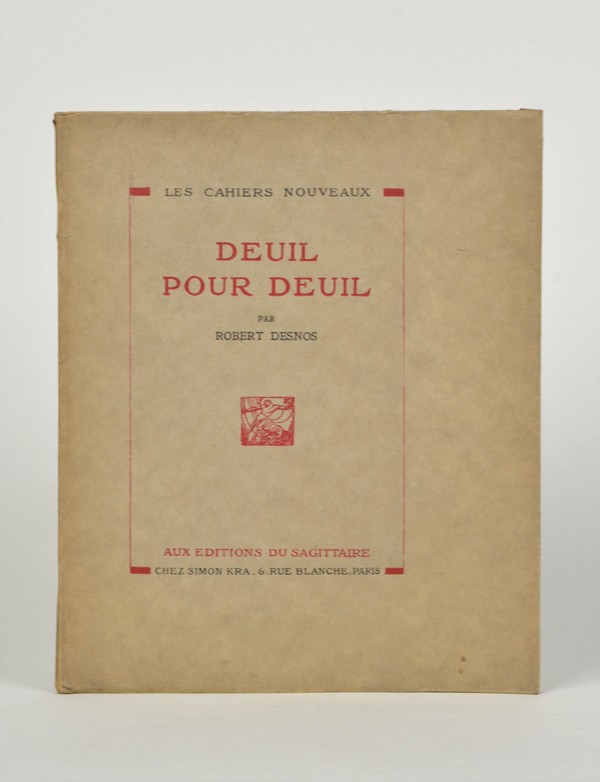 LES CAHIERS NOUVEAUX
DEUIL
POUR DEUIL
PAR
ROBERT DESNOS
AUX EDITIONS DU SAGITTAIRE
CHEZ SIMON KRA, 6, RUE BLANCHE, PARIS